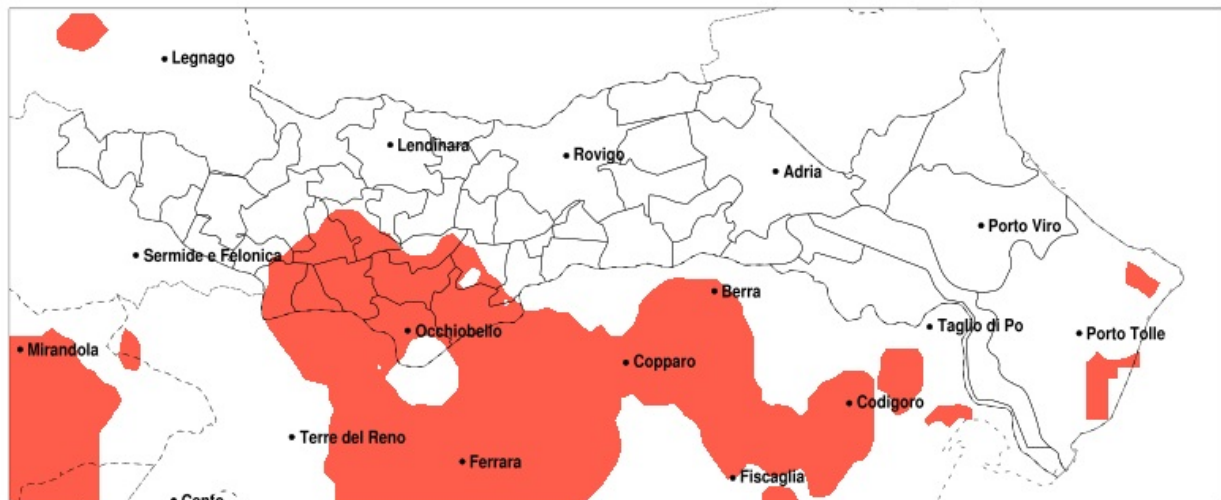 Legnago
Lendinara
Rovigo
Adria
Porto Viro
Sermide e Felonica
Berra
Taglio di Po
Porto Tolle
Occhiobello
Mirandola
Copparo
Codigoro
Terre del Reno
Ferrara
Fiscaglia
Cento